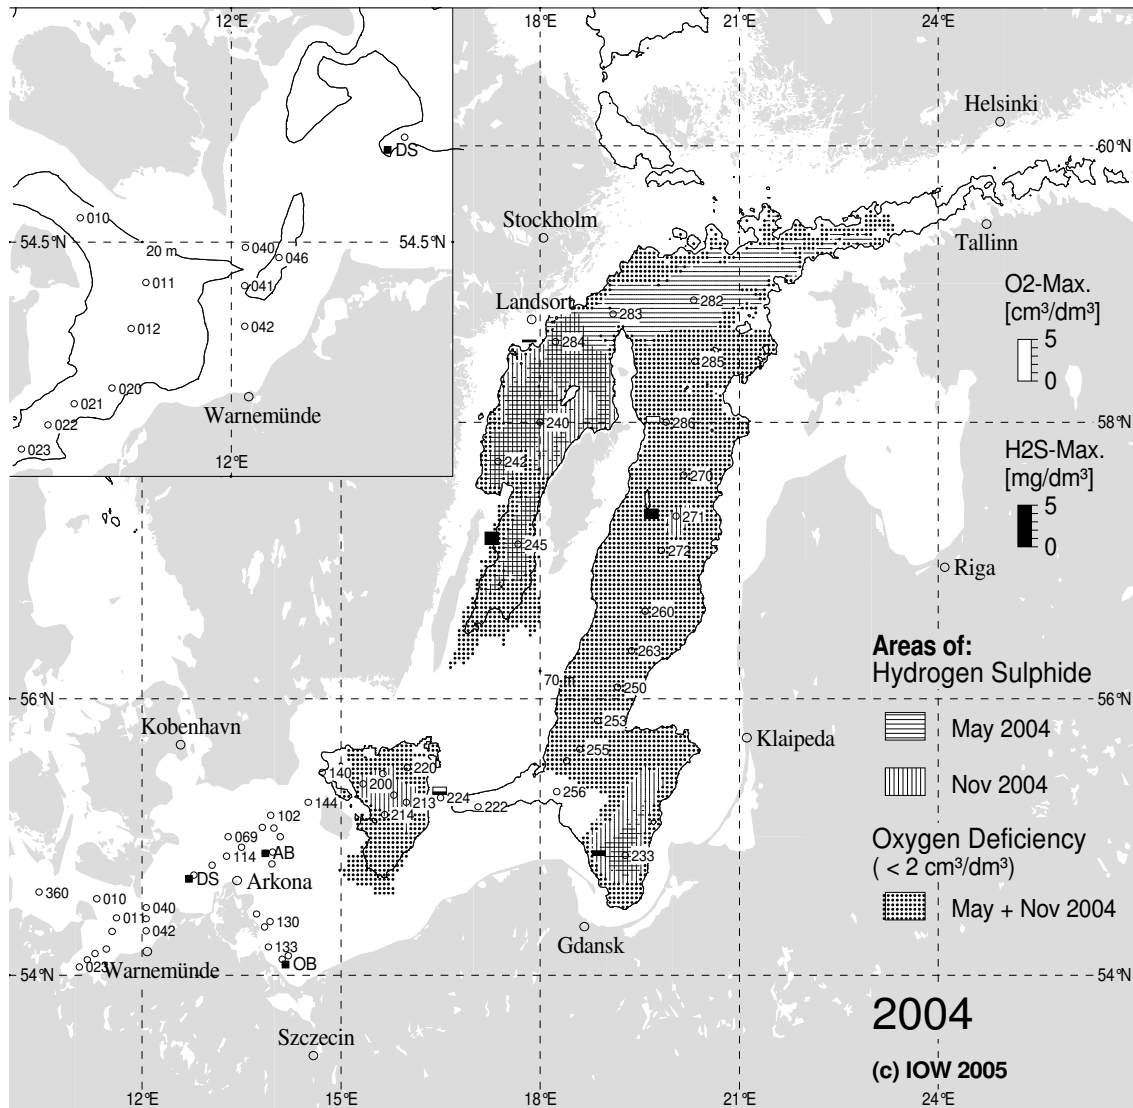 12°E
18°E
21°E
24°E
Helsinki
60°N
DS
010
Stockholm
54.5°N
20 m
040
54.5°N
046
Tallinn
011
041
O2-Max.
[cm³/dm³]
5
0
282
Landsort
283
012
042
284
285
020
021
Warnemünde
022
240
286
58°N
023
12°E
242
H2S-Max.
[mg/dm³]
5
0
270
271
245
272
Riga
260
Areas of:
Hydrogen Sulphide
263
70 m
250
56°N
56°N
May 2004
253
Kobenhavn
Klaipeda
255
140
220
200
256
Nov 2004
144
213
224
222
214
102
069
Oxygen Deficiency
( < 2 cm³/dm³)
114
AB
233
DS
Arkona
360
010
040
May + Nov 2004
011
130
042
Gdansk
133
023
Warnemünde
OB
54°N
54°N
2004
Szczecin
(c) IOW 2005
12°E
15°E
18°E
21°E
24°E